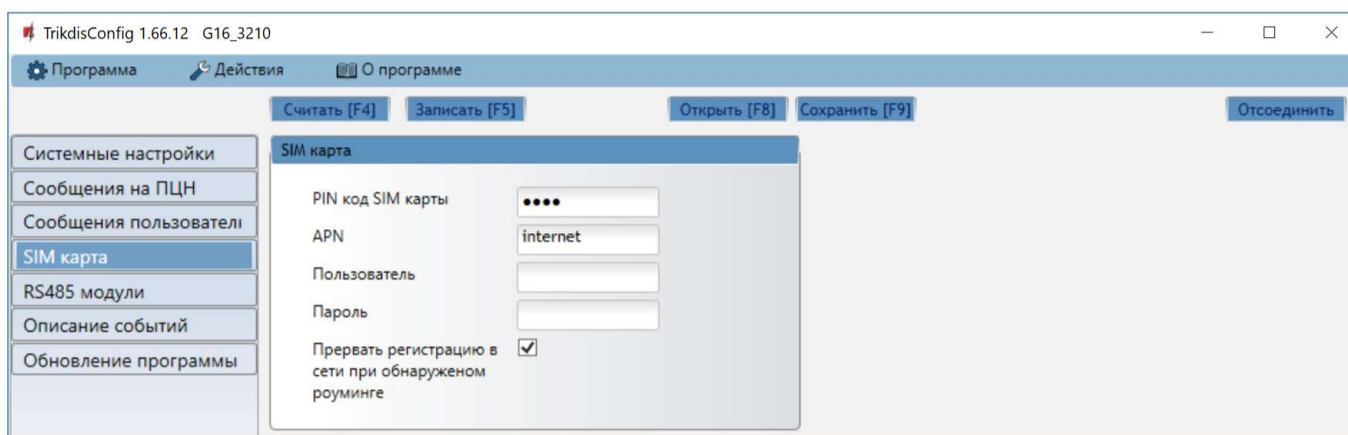 TrikdisConfig 1.66.12 G16_3210
Программа Действия О программе
Считать [F4] Записать [F5] Открыть [F8] Сохранить [F9] Отсоединить
Системные настройки
Сообщения на ПЦН
Сообщения пользовател
SIM карта
RS485 модули
Описание событий
Обновление программы
SIM карта
PIN код SIM карты ••••
APN internet
Пользователь
Пароль
Прервать регистрацию в
сети при обнаруженом
роуминге